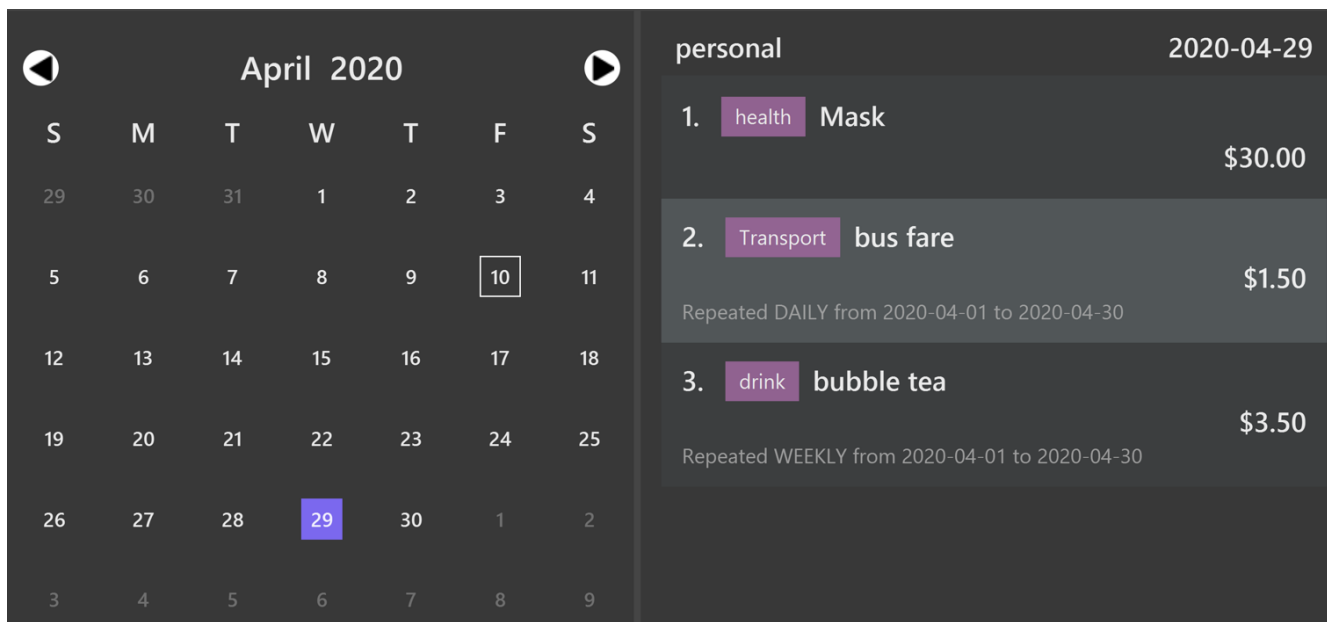 April 2020
S M T W T F S
29 30 31 1 2 3 4
5 6 7 8 9 10 11
12 13 14 15 16 17 18
19 20 21 22 23 24 25
26 27 28 29 30 1 2
3 4 5 6 7 8 9
personal 2020-04-29
1. health Mask
$30.00
2. Transport bus fare
$1.50
Repeated DAILY from 2020-04-01 to 2020-04-30
3. drink bubble tea
$3.50
Repeated WEEKLY from 2020-04-01 to 2020-04-30